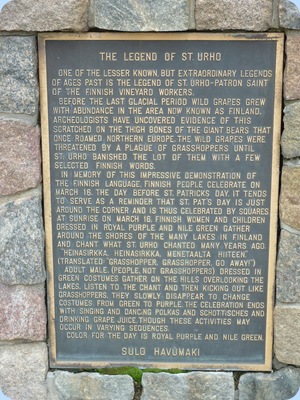 THE LEGEND OF ST. URHO
ONE OF THE LESSER KNOWN, BUT EXTRAORDINARY LEGENDS
OF AGES PAST IS THE LEGEND OF ST. URHO-PATRON SAINT
OF THE FINNISH VINEYARD WORKERS.
BEFORE THE LAST GLACIAL PERIOD WILD GRAPES GREW
WITH ABUNDANCE IN THE AREA NOW KNOWN AS FINLAND.
ARCHEOLOGISTS HAVE UNCOVERED EVIDENCE OF THIS
SCRATCHED ON THE THIGH BONES OF THE GIANT BEARS THAT
ONCE ROAMED NORTHERN EUROPE. THE WILD GRAPES WERE
THREATENED BY A PLAGUE OF GRASSHOPPERS UNTIL
ST. URHO BANISHED THE LOT OF THEM WITH A FEW
SELECTED FINNISH WORDS.
IN MEMORY OF THIS IMPRESSIVE DEMONSTRATION OF
THE FINNISH LANGUAGE, FINNISH PEOPLE CELEBRATE ON
MARCH 16, THE DAY BEFORE ST. PATRICKS DAY. IT TENDS
TO SERVE AS A REMINDER THAT ST. PAT'S DAY IS JUST
AROUND THE CORNER AND IS THUS CELEBRATED BY SQUARES
AT SUNRISE ON MARCH 16, FINNISH WOMEN AND CHILDREN
DRESSED IN ROYAL PURPLE AND NILE GREEN GATHER
AROUND THE SHORES OF THE MANY LAKES IN FINLAND
AND CHANT WHAT ST. URHO CHANTED MANY YEARS AGO.
"HEINASIRKKA, HEINASIRKKA, MENETAALTA HIITEEN."
(TRANSLATED: "GRASSHOPPER, GRASSHOPPER, GO AWAY!")
ADULT MALE, (PEOPLE, NOT GRASSHOPPERS) DRESSED IN
GREEN COSTUMES GATHER ON THE HILLS OVERLOOKING THE
LAKES, LISTEN TO THE CHANT AND THEN KICKING OUT LIKE
GRASSHOPPERS, THEY SLOWLY DISAPPEAR TO CHANGE
COSTUMES FROM GREEN TO PURPLE. THE CELEBRATION ENDS
WITH SINGING AND DANCING POLKAS AND SCHOTTISCHES AND
DRINKING GRAPE JUICE, THOUGH THESE ACTIVITIES MAY
OCCUR IN VARYING SEQUENCES.
COLOR FOR THE DAY IS ROYAL PURPLE AND NILE GREEN.
SULO HAVUMAKI